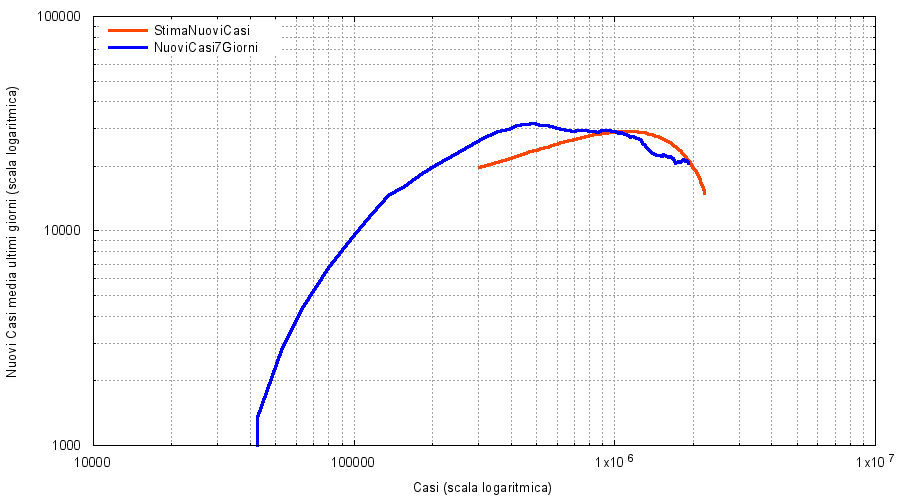 100000
StimaNuoviCasi
NuoviCasi7Giorni
Nuovi Casi media ultimi giorni (scala logaritmica)
10000
1000
10000
100000
1x10 6
1x10 7
Casi (scala logaritmica)